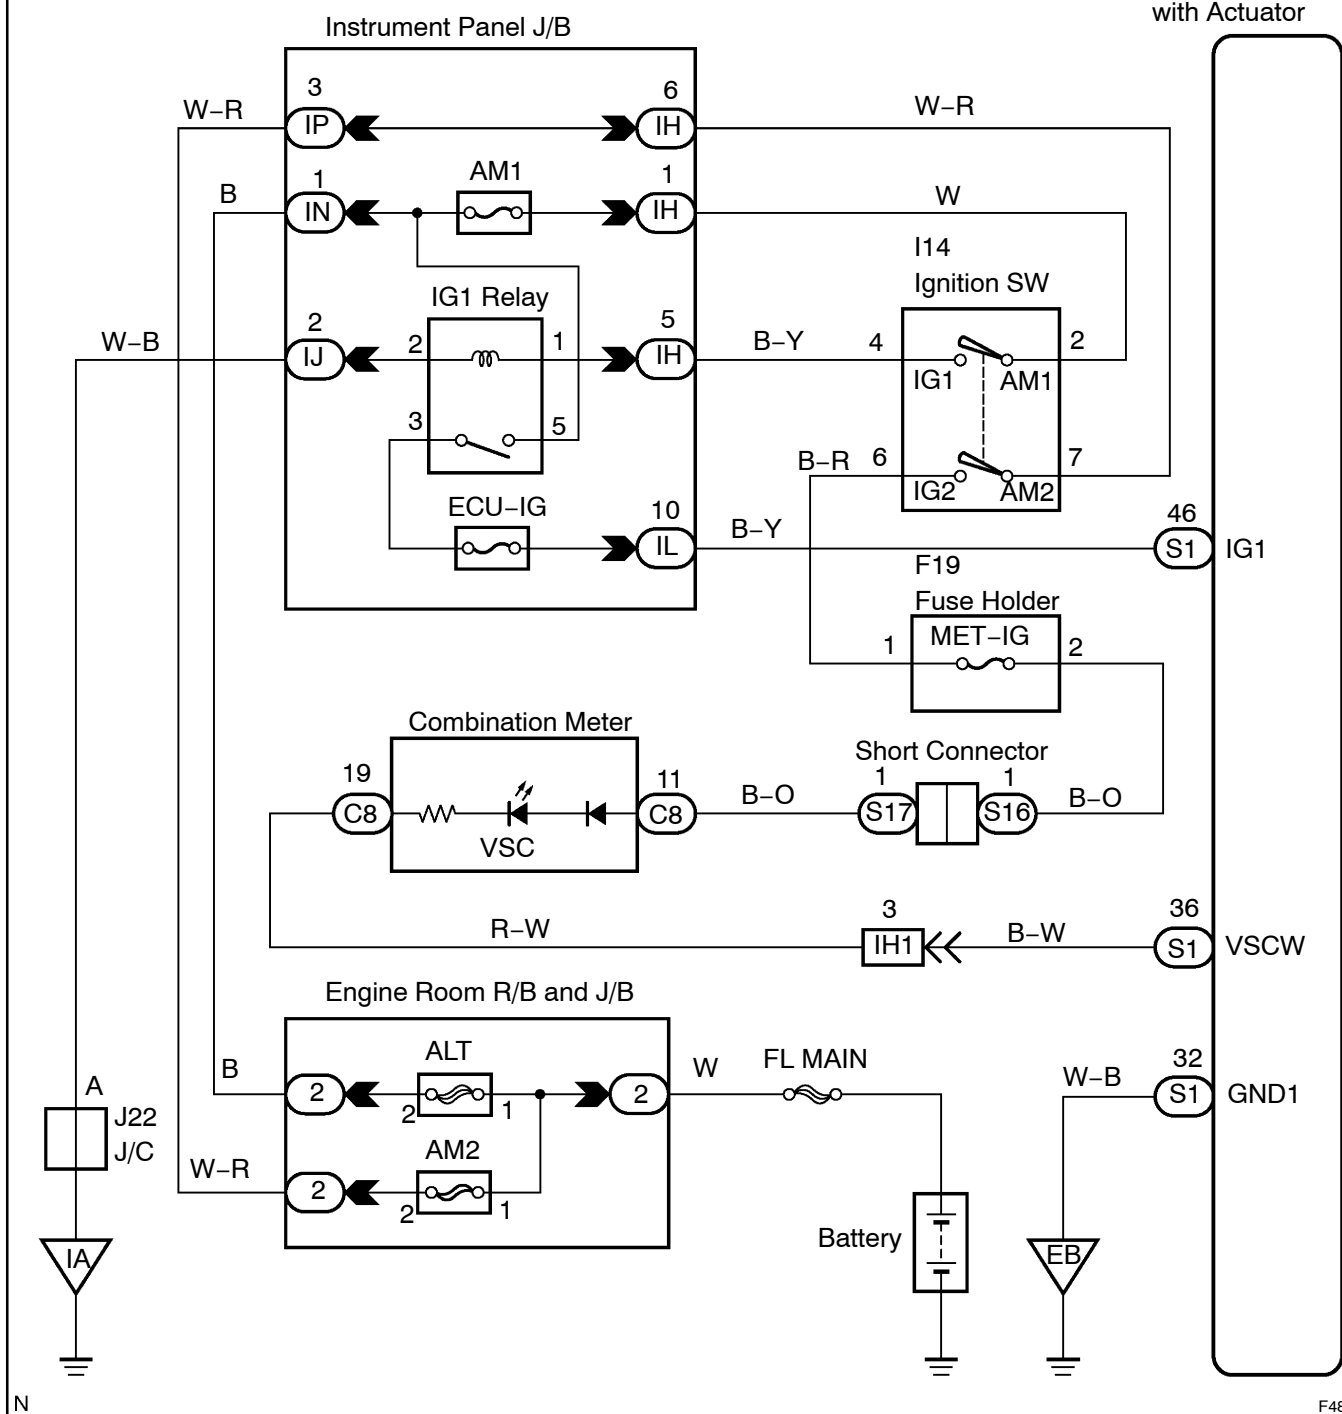 with Actuator
Instrument Panel J/B
3
6
W–R
W–R
IP
IH
AM1
1
1
B
W
IN
IH
I14
Ignition SW
IG1 Relay
2
5
W–B
2
1
B–Y
4
2
IJ
IH
IG1
AM1
3
5
B–R
6
7
IG2
AM2
ECU–IG
10
46
B–Y
IL
S1
IG1
F19
Fuse Holder
1
MET–IG
2
Combination Meter
Short Connector
19
11
1
1
B–O
B–O
C8
C8
S17
S16
VSC
3
36
R–W
IH1
B–W
S1
VSCW
Engine Room R/B and J/B
ALT
FL MAIN
32
B
W
W–B
A
2
2
1
2
S1
GND1
J22
J/C
AM2
W–R
2
2
1
Battery
IA
EB
N